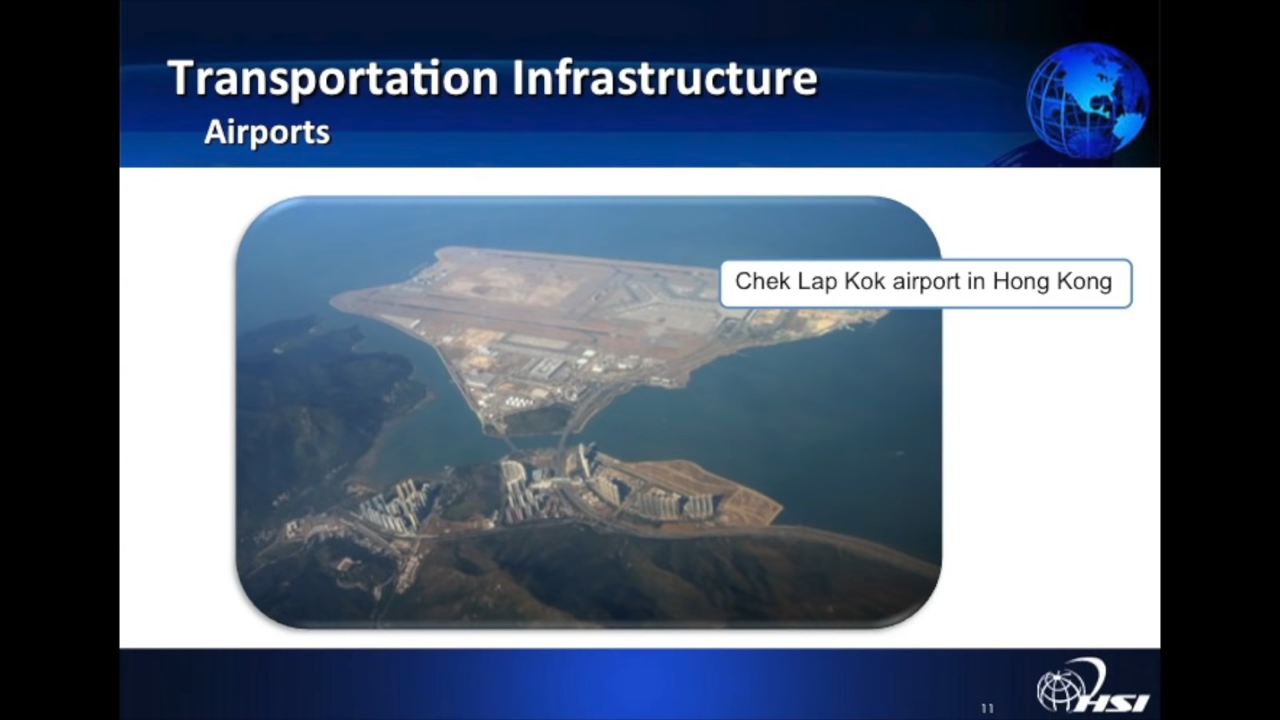 Transportation Infrastructure
Airports
Chek Lap Kok airport in Hong Kong
11
HSI